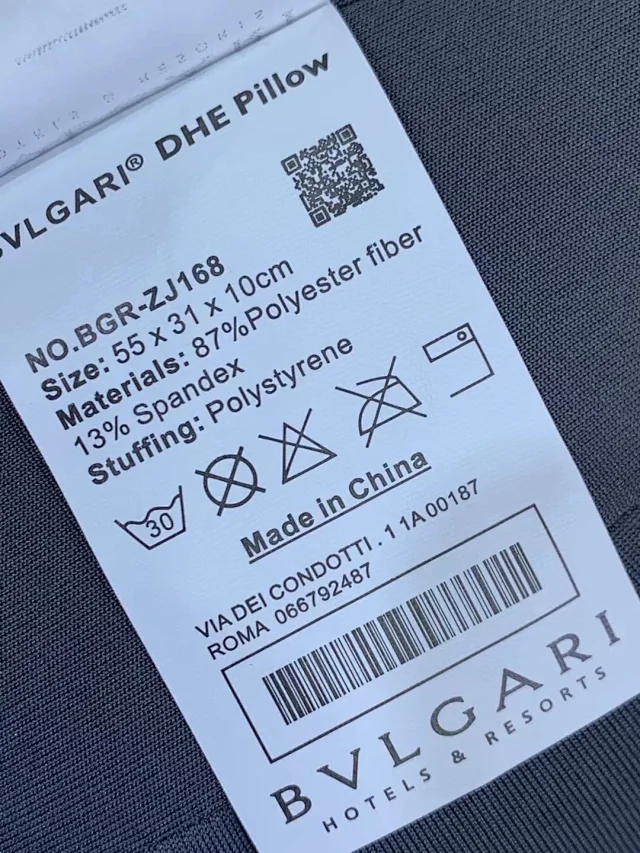 BVLGARI® DHE Pillow
NO.BGR-ZJ168
Size: 55 x 31 x 10cm
Materials: 87%Polyester fiber
13% Spandex
Stuffing: Polystyrene
30
Made in China
VIA DEI CONDOTTI . 1 1A 00187
ROMA 066792487
BVLGARI
HOTELS & RESORTS